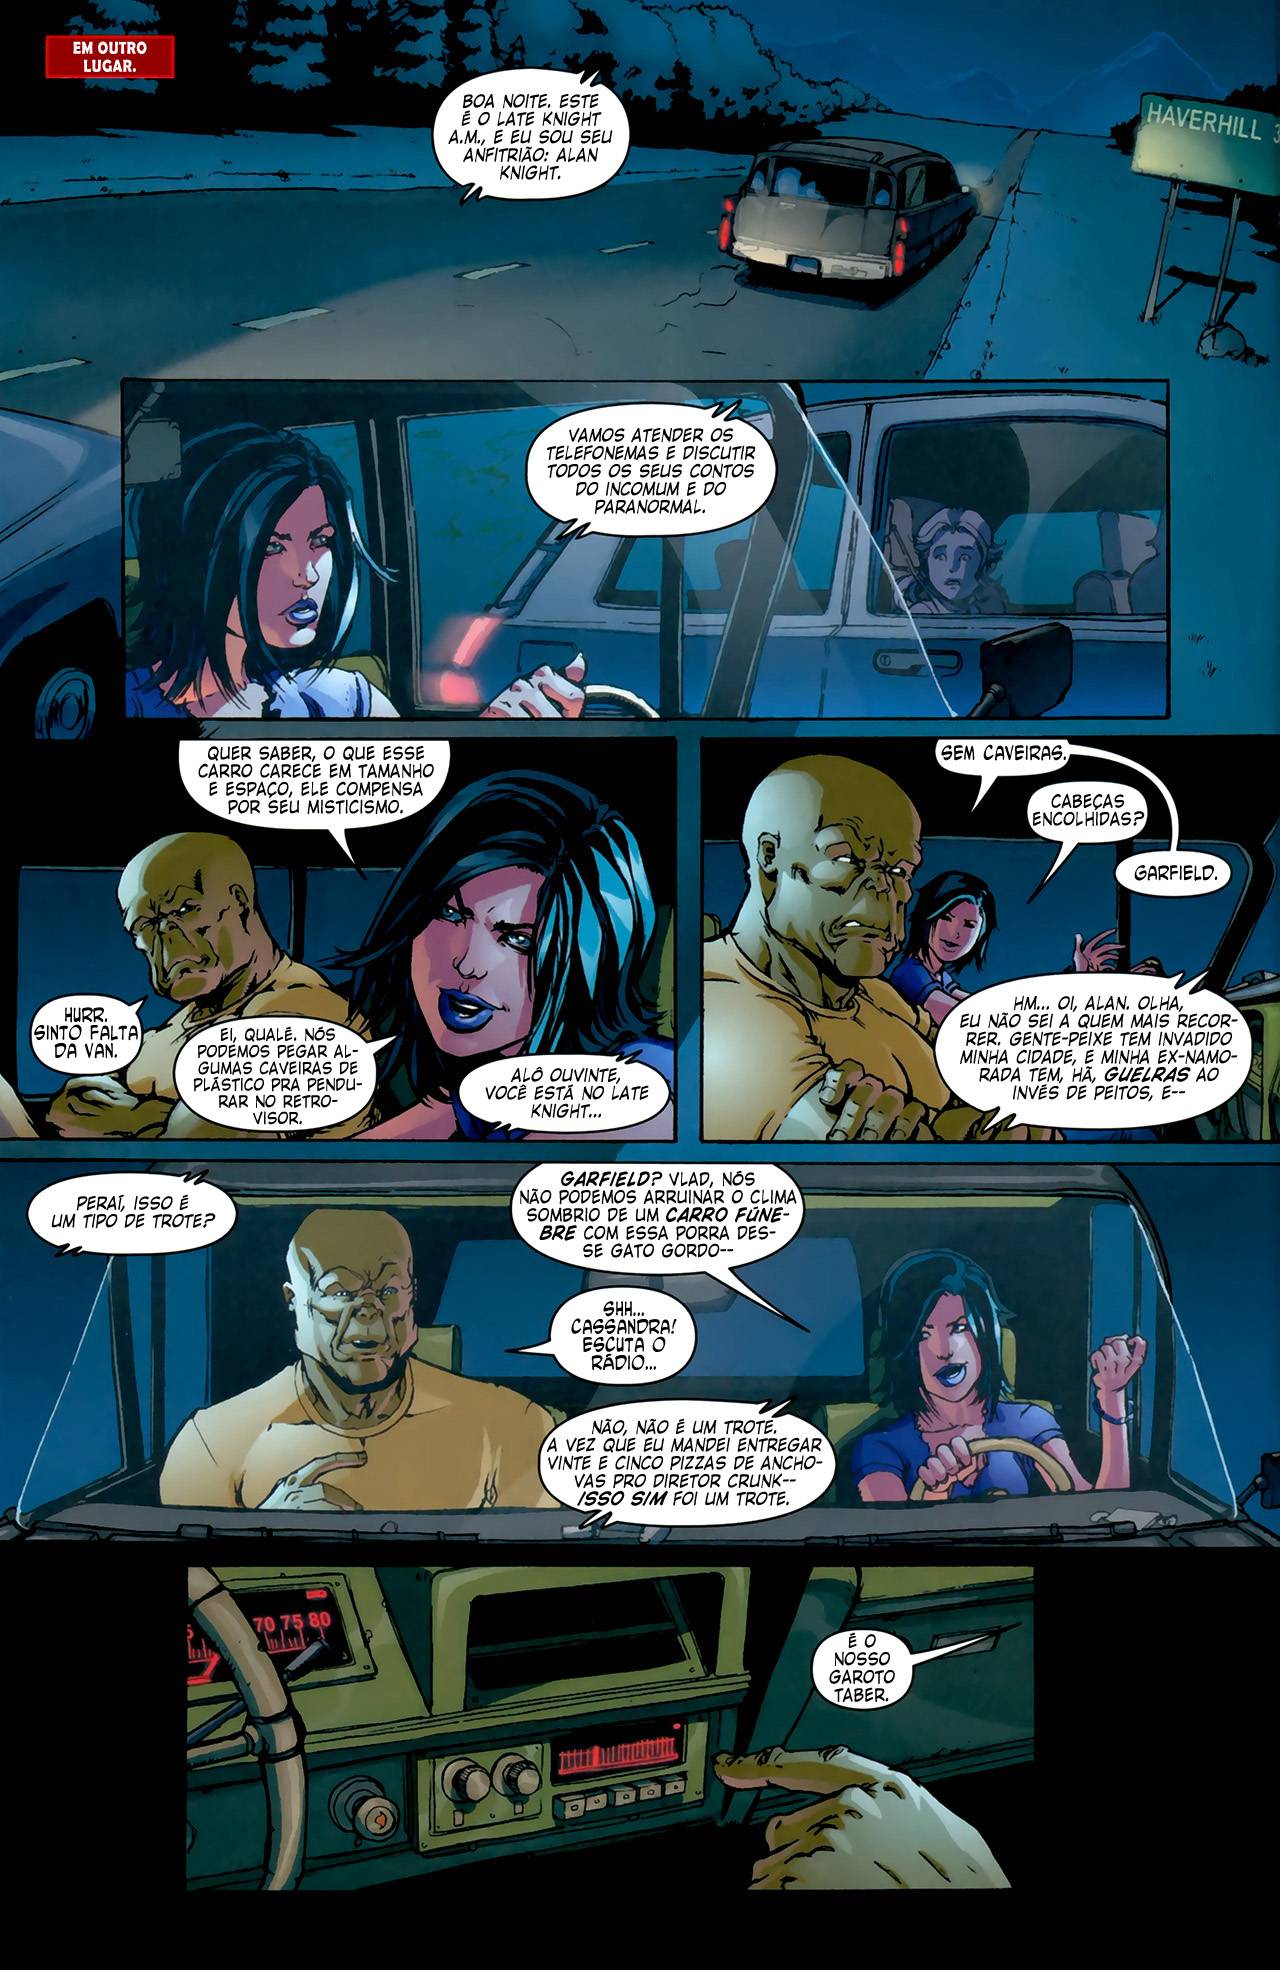 EM OUTRO
LUGAR.
BOA NOITE. ESTE
É O LATE KNIGHT
A.M., E EU SOU SEU
ANFITRIÃO: ALAN
KNIGHT.
HAVERHILL
VAMOS ATENDER OS
TELEFONEMAS E DISCUTIR
TODOS OS SEUS CONTOS
DO INCOMUM E DO
PARANORMAL.
QUER SABER, O QUE ESSE
CARRO CARECE EM TAMANHO
E ESPAÇO, ELE COMPENSA
POR SEU MISTICISMO.
HURR.
SINTO FALTA
DA VAN.
EI, QUALÉ. NÓS
PODEMOS PEGAR AL-
GUMAS CAVEIRAS DE
PLÁSTICO PRA PENDU-
RAR NO RETRO-
VISOR.
ALÔ OUVINTE,
VOCÊ ESTÁ NO LATE
KNIGHT...
SEM CAVEIRAS.
CABEÇAS
ENCOLHIDAS?
GARFIELD.
HM... OI, ALAN. OLHA,
EU NÃO SEI A QUEM MAIS RECOR-
RER. GENTE-PEIXE TEM INVADIDO
MINHA CIDADE, E MINHA EX-NAMO-
RADA TEM, HÃ, GUELRAS AO
INVÉS DE PEITOS, E--
PERAÍ, ISSO É
UM TIPO DE TROTE?
GARFIELD? VLAD, NÓS
NÃO PODEMOS ARRUINAR O CLIMA
SOMBRIO DE UM CARRO FÚNE-
BRE COM ESSA PORRA DES-
SE GATO GORDO--
SHH...
CASSANDRA!
ESCUTA O
RÁDIO...
NÃO, NÃO É UM TROTE.
A VEZ QUE EU MANDEI ENTREGAR
VINTE E CINCO PIZZAS DE ANCHO-
VAS PRO DIRETOR CRUNK--
ISSO SIM FOI UM TROTE.
70 75 80
É O
NOSSO
GAROTO
TABER.